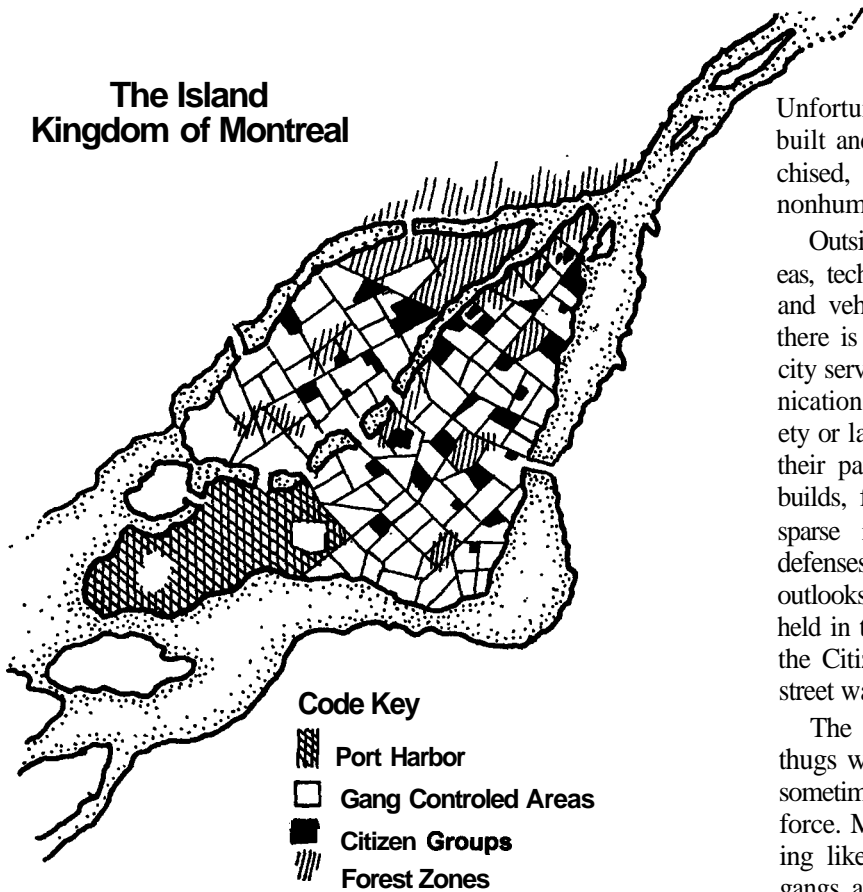 The Island
Kingdom of Montreal
Code Key
Port Harbor
Gang Controled Areas
Citizen Groups
Forest Zones
Unfortu
built and
chised,
nonhum
Outsi
eas, tech
and veh
there is
city serv
nication
ety or la
their pa
builds, f
sparse
defenses
outlooks
held in t
the Citiz
street wa
The
thugs w
sometim
force. M
ing like
gangs a